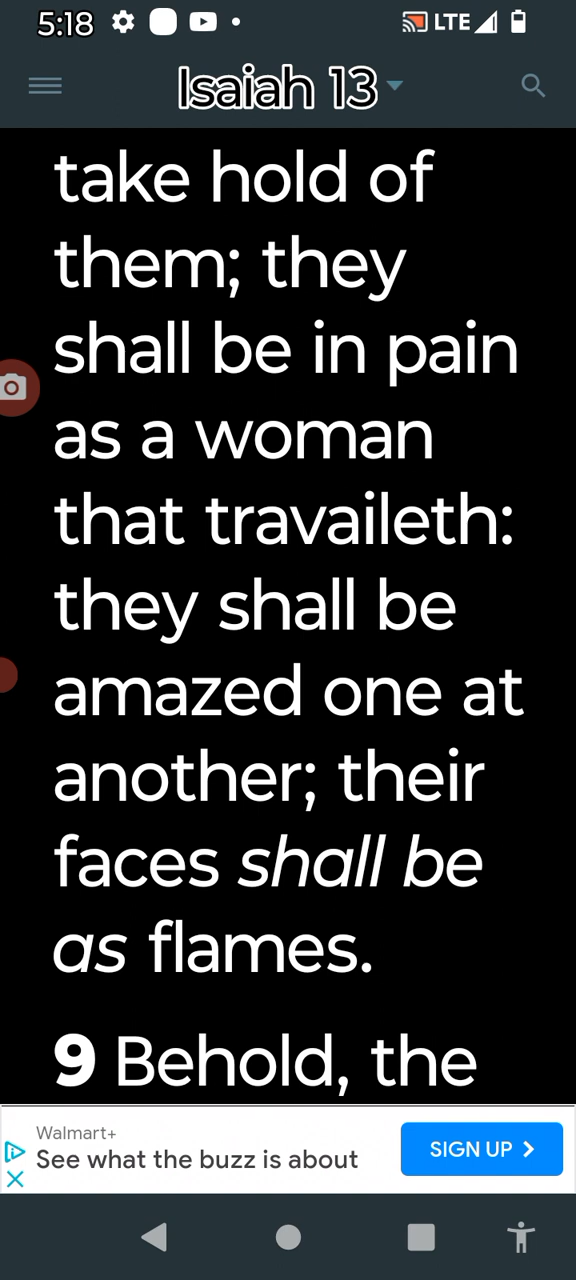 5:18 LTE
Isaiah 13
take hold of
them; they
shall be in pain
as a woman
that travaileth:
they shall be
amazed one at
another; their
faces shall be
as flames.
9 Behold, the
Walmart+
See what the buzz is about
SIGN UP